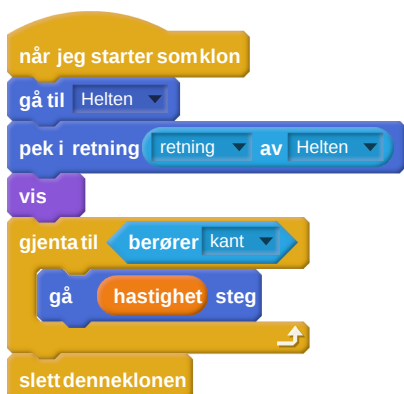 når jeg starter som klon
gå til Helten
pek i retning retning av Helten
vis
gjenta til berører kant
gå hastighet steg
slett denne klonen